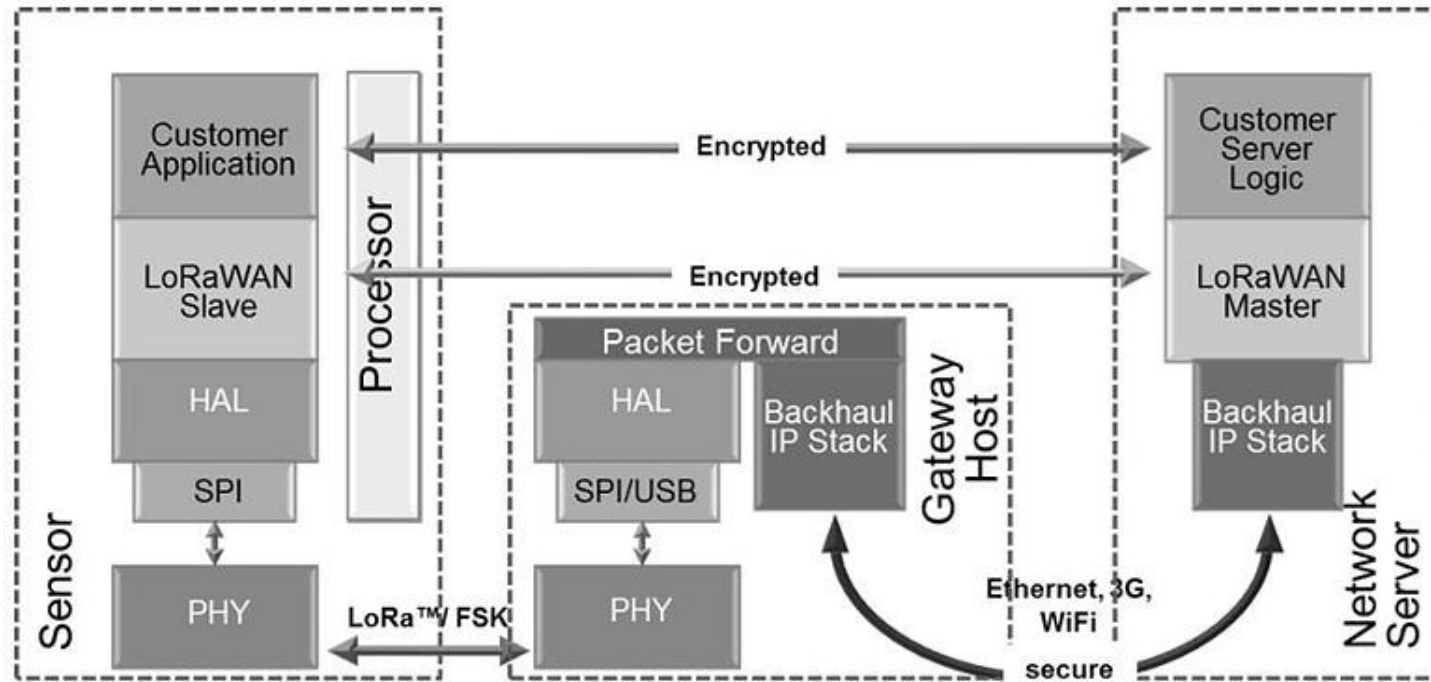 Customer
Application
LoRaWAN
Slave
HAL
SPI
PHY
Sensor
Processor
Encrypted
Encrypted
LoRa™/ FSK
Packet Forward
HAL
SPI/USB
PHY
Backhaul
IP Stack
Gateway
Host
Ethernet, 3G,
WiFi
secure
Customer
Server
Logic
LoRaWAN
Master
Backhaul
IP Stack
Network
Server